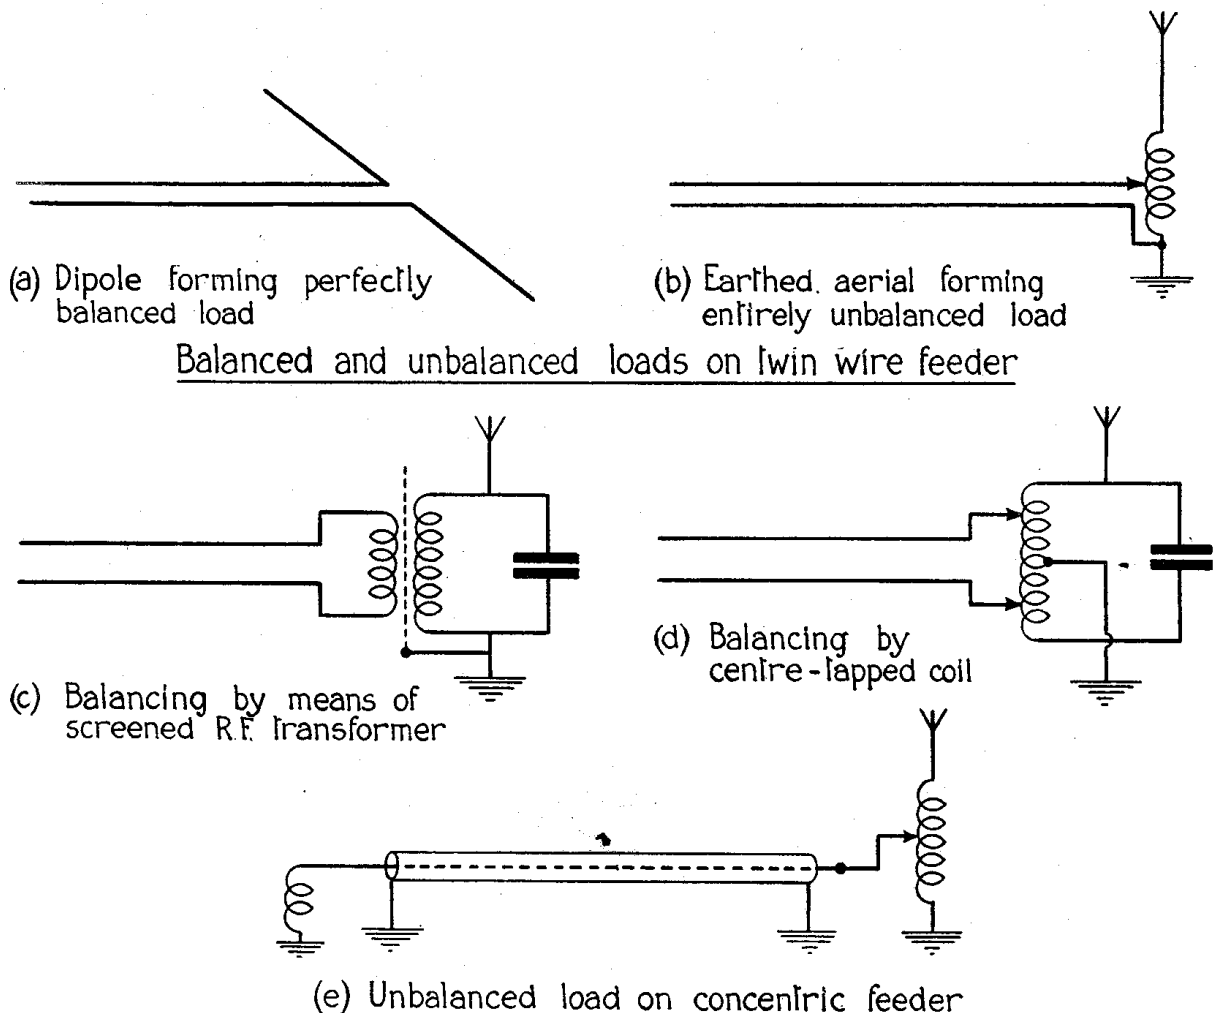 (a) Dipole forming perfectly
balanced load
(b) Earthed. aerial forming
entirely unbalanced load
Balanced and unbalanced loads on twin wire feeder
(c) Balancing by means of
screened R.F. transformer
(d) Balancing by
centre-tapped coil
(e) Unbalanced load on concentric feeder